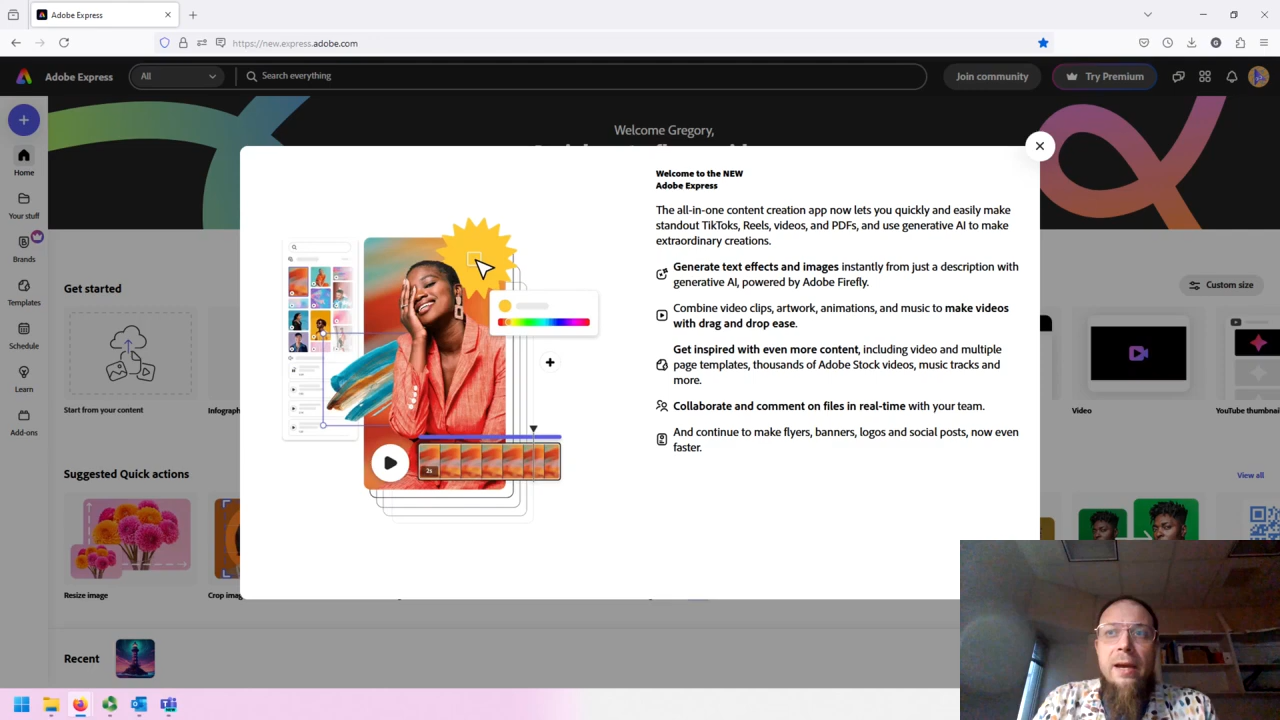 Adobe Express
https://new.express.adobe.com
Adobe Express
All
Search everything
Join community
Try Premium
Welcome Gregory,
Home
Your stuff
Brands
Templates
Schedule
Learn
Add-ons
Get started
Custom size
Start from your content
Infograph
Video
YouTube thumbnai
Suggested Quick actions
View all
Resize image
Crop imag
Recent
Welcome to the NEW
Adobe Express
The all-in-one content creation app now lets you quickly and easily make
standout TikToks, Reels, videos, and PDFs, and use generative AI to make
extraordinary creations.
Generate text effects and images instantly from just a description with
generative AI, powered by Adobe Firefly.
Combine video clips, artwork, animations, and music to make videos
with drag and drop ease.
Get inspired with even more content, including video and multiple
page templates, thousands of Adobe Stock videos, music tracks and
more.
Collaborate and comment on files in real-time with your team.
And continue to make flyers, banners, logos and social posts, now even
faster.
2s